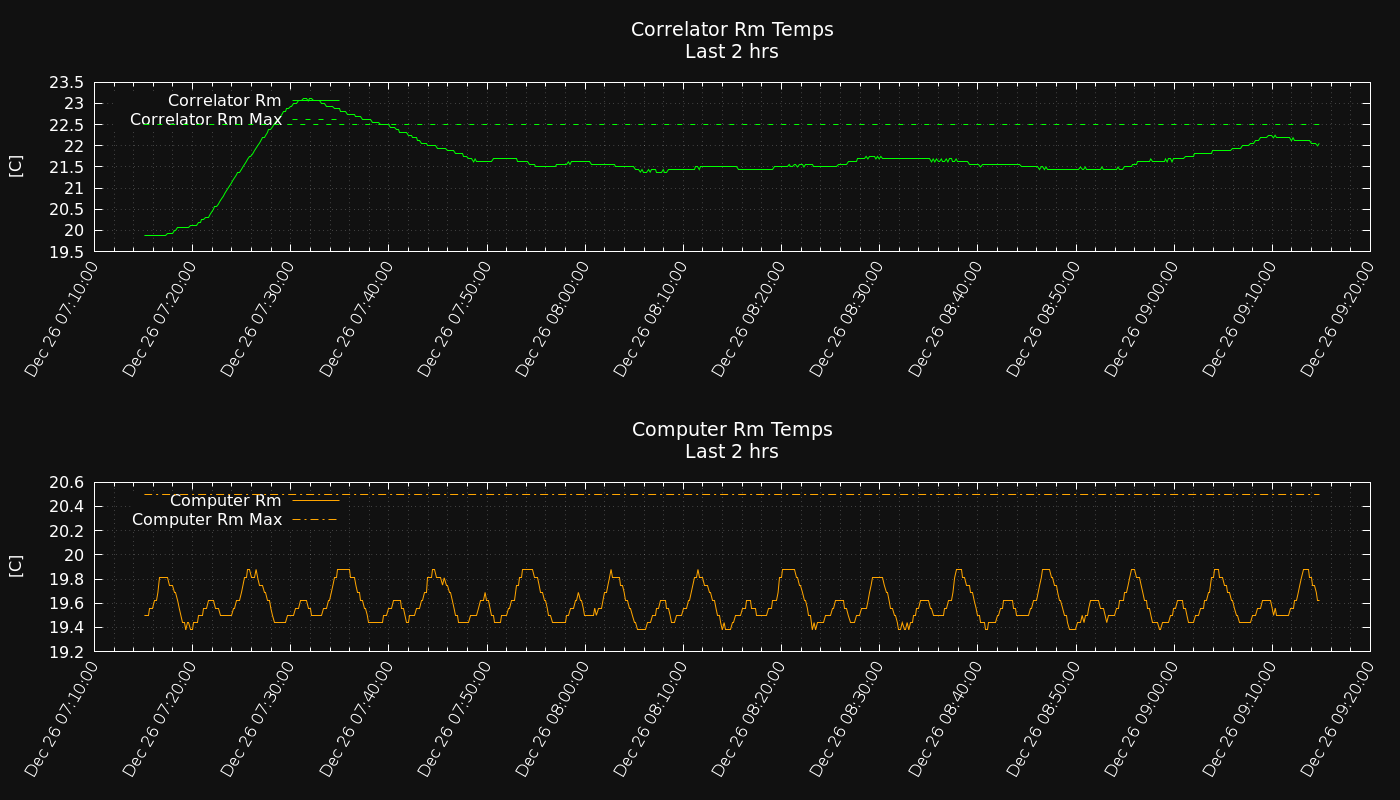 Correlator Rm Temps
Last 2 hrs
[C]
23.5
23
22.5
22
21.5
21
20.5
20
19.5
Correlator Rm
Correlator Rm Max
Dec 26 07:10:00
Dec 26 07:20:00
Dec 26 07:30:00
Dec 26 07:40:00
Dec 26 07:50:00
Dec 26 08:00:00
Dec 26 08:10:00
Dec 26 08:20:00
Dec 26 08:30:00
Dec 26 08:40:00
Dec 26 08:50:00
Dec 26 09:00:00
Dec 26 09:10:00
Dec 26 09:20:00
Computer Rm Temps
Last 2 hrs
[C]
20.6
20.4
20.2
20
19.8
19.6
19.4
19.2
Computer Rm
Computer Rm Max
Dec 26 07:10:00
Dec 26 07:20:00
Dec 26 07:30:00
Dec 26 07:40:00
Dec 26 07:50:00
Dec 26 08:00:00
Dec 26 08:10:00
Dec 26 08:20:00
Dec 26 08:30:00
Dec 26 08:40:00
Dec 26 08:50:00
Dec 26 09:00:00
Dec 26 09:10:00
Dec 26 09:20:00